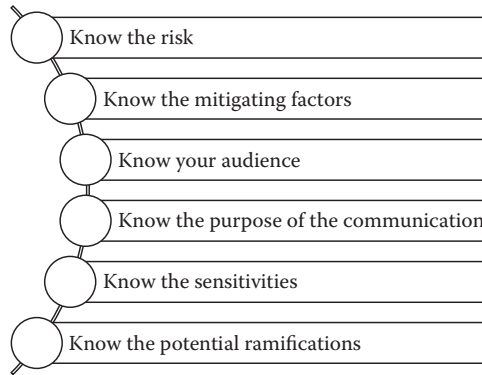 Know the risk
Know the mitigating factors
Know your audience
Know the purpose of the communication
Know the sensitivities
Know the potential ramifications